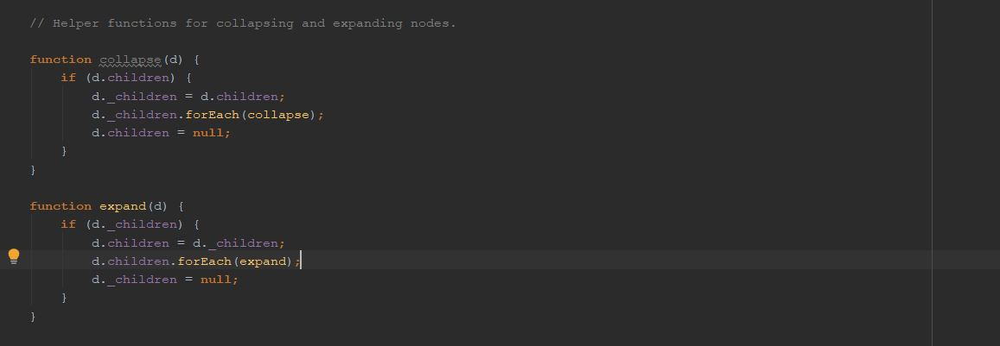 // Helper functions for collapsing and expanding nodes.
function collapse(d) {
if (d.children) {
d._children = d.children;
d._children.forEach(collapse);
d.children = null;
}
}
function expand(d) {
if (d._children) {
d.children = d._children;
d.children.forEach(expand);
d._children = null;
}
}